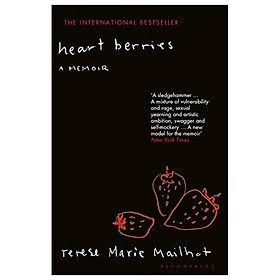 THE INTERNATIONAL BESTSELLER
heart berries
A MEMOIR
'A sledgehammer ...
A mixture of vulnerability
and rage, sexual
yearning and artistic
ambition, swagger and
self-mockery ... A new
model for the memoir'
New York Times
Terese Marie Mailhot
BLOOMSBURY